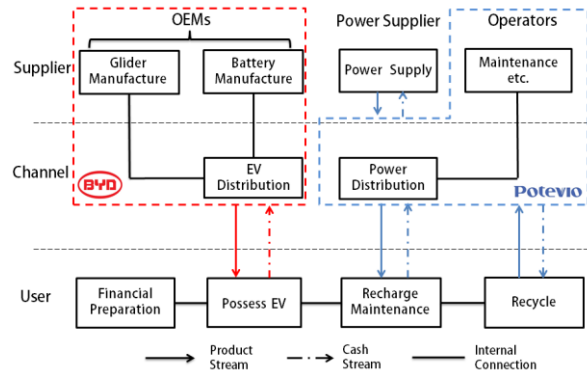 OEMs
Power Supplier
Operators
Supplier
Glider
Manufacture
Battery
Manufacture
Power Supply
Maintenance
etc.
Channel
BYD
EV
Distribution
Power
Distribution
Potevio
User
Financial
Preparation
Possess EV
Recharge
Maintenance
Recycle
Product
Stream
Cash
Stream
Internal
Connection